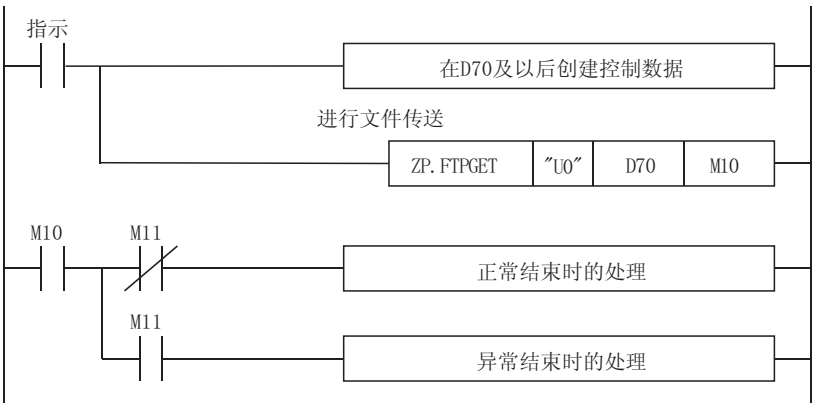 指示
在D70及以后创建控制数据
进行文件传送
ZP.FTPGET "U0" D70 M10
M10 M11
正常结束时的处理
M11
异常结束时的处理